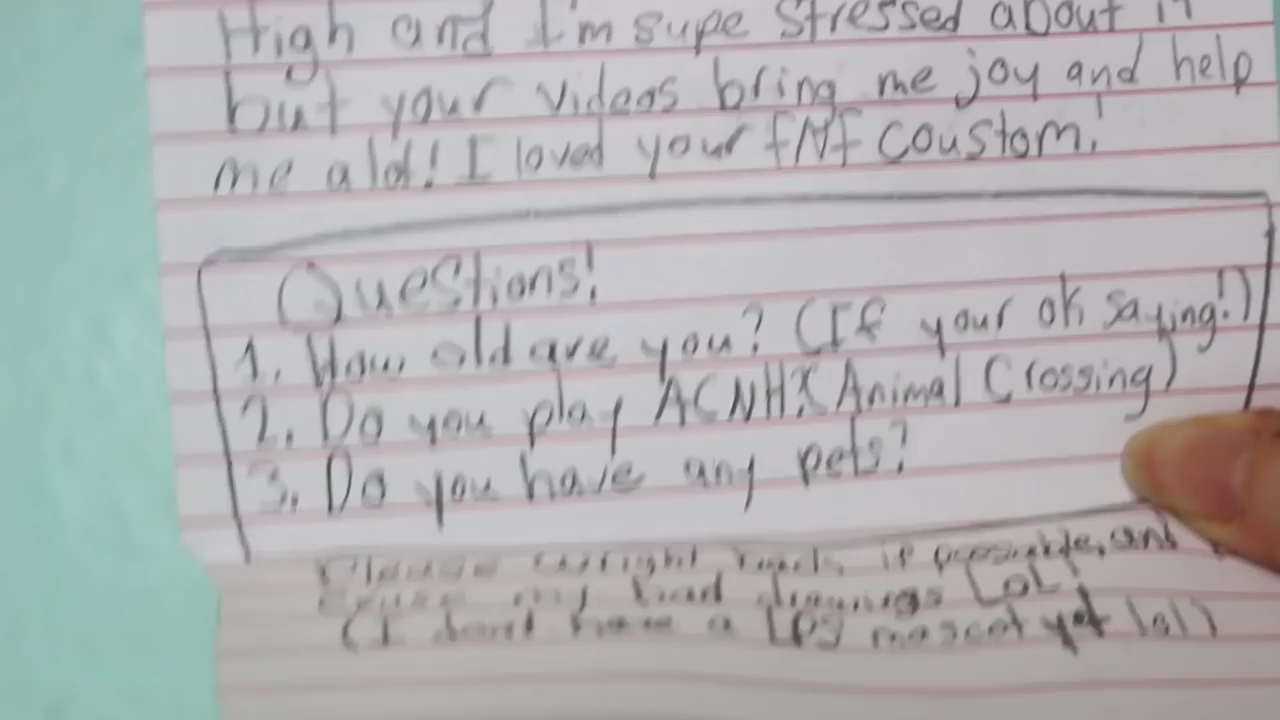 High and I'm supe stressed about it
but your videos bring me joy and help
me alot! I loved your FNF coustom!
Questions!
1. How old are you? (If your ok saying!)
2. Do you play ACNH? (Animal Crossing)
3. Do you have any pets?
if possible, and
my bad drawings Lol!
(I dont have a LPS mascot yet lol)